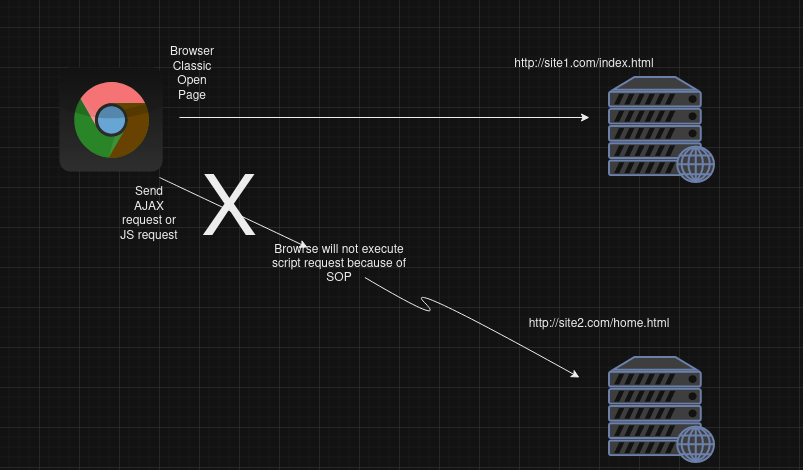 Browser
Classic
Open
Page
http://site1.com/index.html
Send
AJAX
request or
JS request
X
Browse will not execute
script request because of
SOP
http://site2.com/home.html